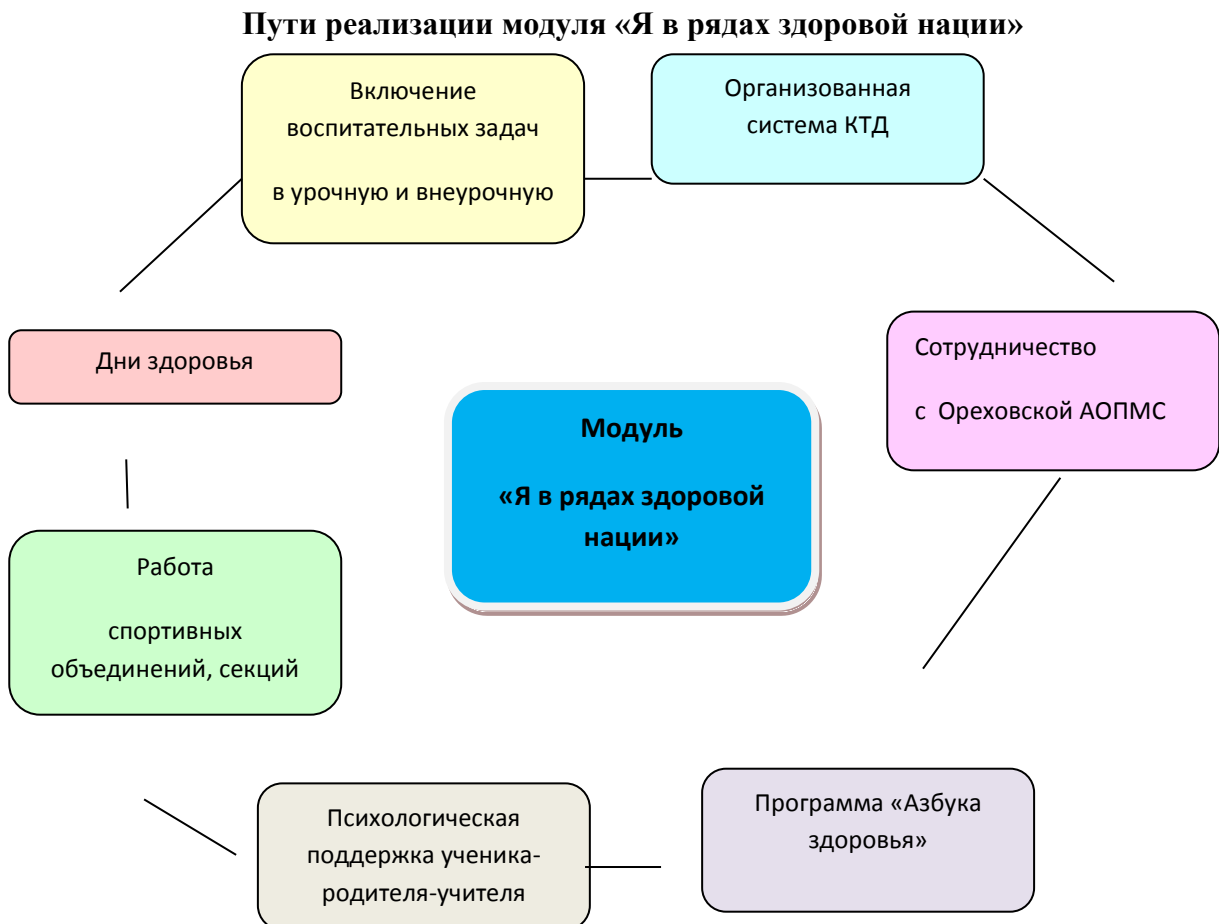 Пути реализации модуля «Я в рядах здоровой нации»
Включение
воспитательных задач
в урочную и внеурочную
Организованная
система КТД
Дни здоровья
Сотрудничество
с Ореховской АОПМС
Модуль
«Я в рядах здоровой
нации»
Работа
спортивных
объединений, секций
Психологическая
поддержка ученика-
родителя-учителя
Программа «Азбука
здоровья»